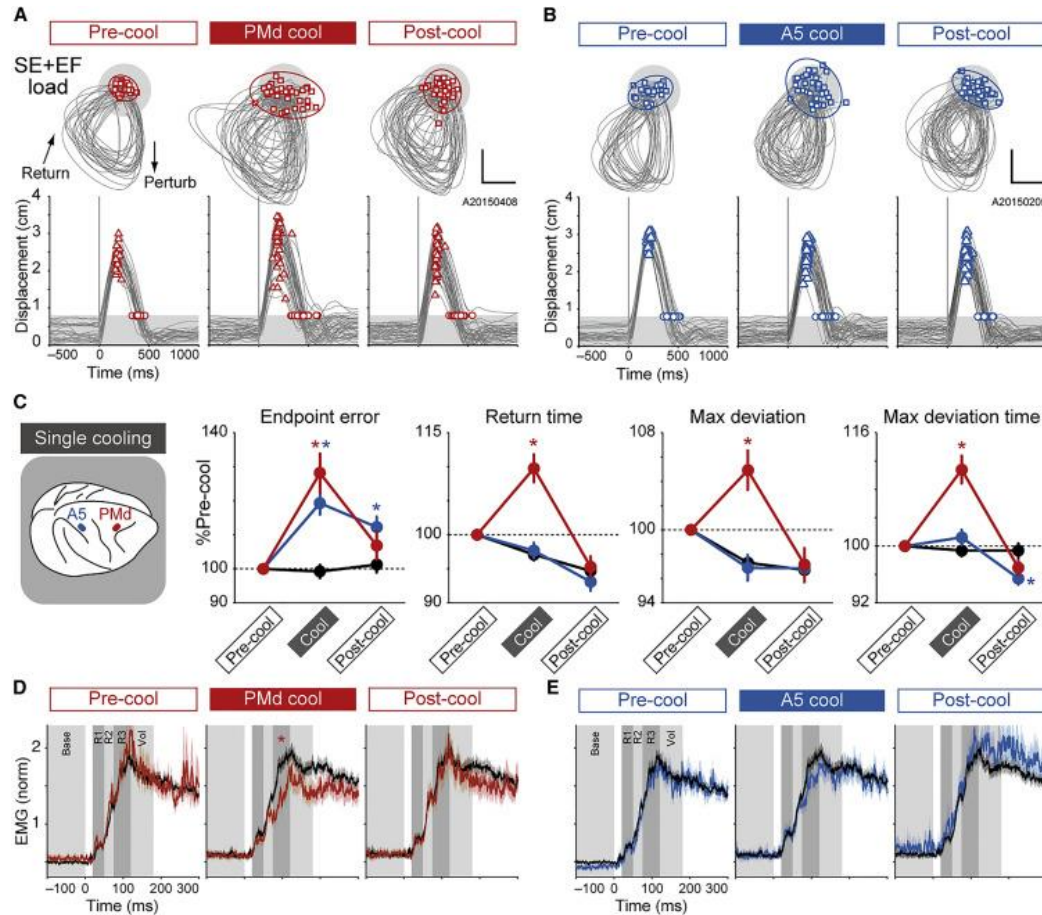 A
Pre-cool
PMd cool
Post-cool
SE+EF
load
Return
Perturb
A20150408
Displacement (cm)
4
3
2
1
0
–500
0
500
1000
Time (ms)
B
Pre-cool
A5 cool
Post-cool
A2015020
Displacement (cm)
4
3
2
1
0
–500
0
500
1000
Time (ms)
C
Single cooling
A5
PMd
%Pre-cool
Endpoint error
140
100
90
**
*
Pre-cool
Cool
Post-cool
Return time
115
100
90
*
Pre-cool
Cool
Post-cool
Max deviation
108
100
94
*
Pre-cool
Cool
Post-cool
Max deviation time
116
100
92
*
*
Pre-cool
Cool
Post-cool
D
Pre-cool
PMd cool
Post-cool
EMG (norm)
2
1
Base
R1
R2
R3
Vol
*
–100
0
100
300
Time (ms)
E
Pre-cool
A5 cool
Post-cool
Base
R1
R2
R3
Vol
–100
0
100
300
Time (ms)